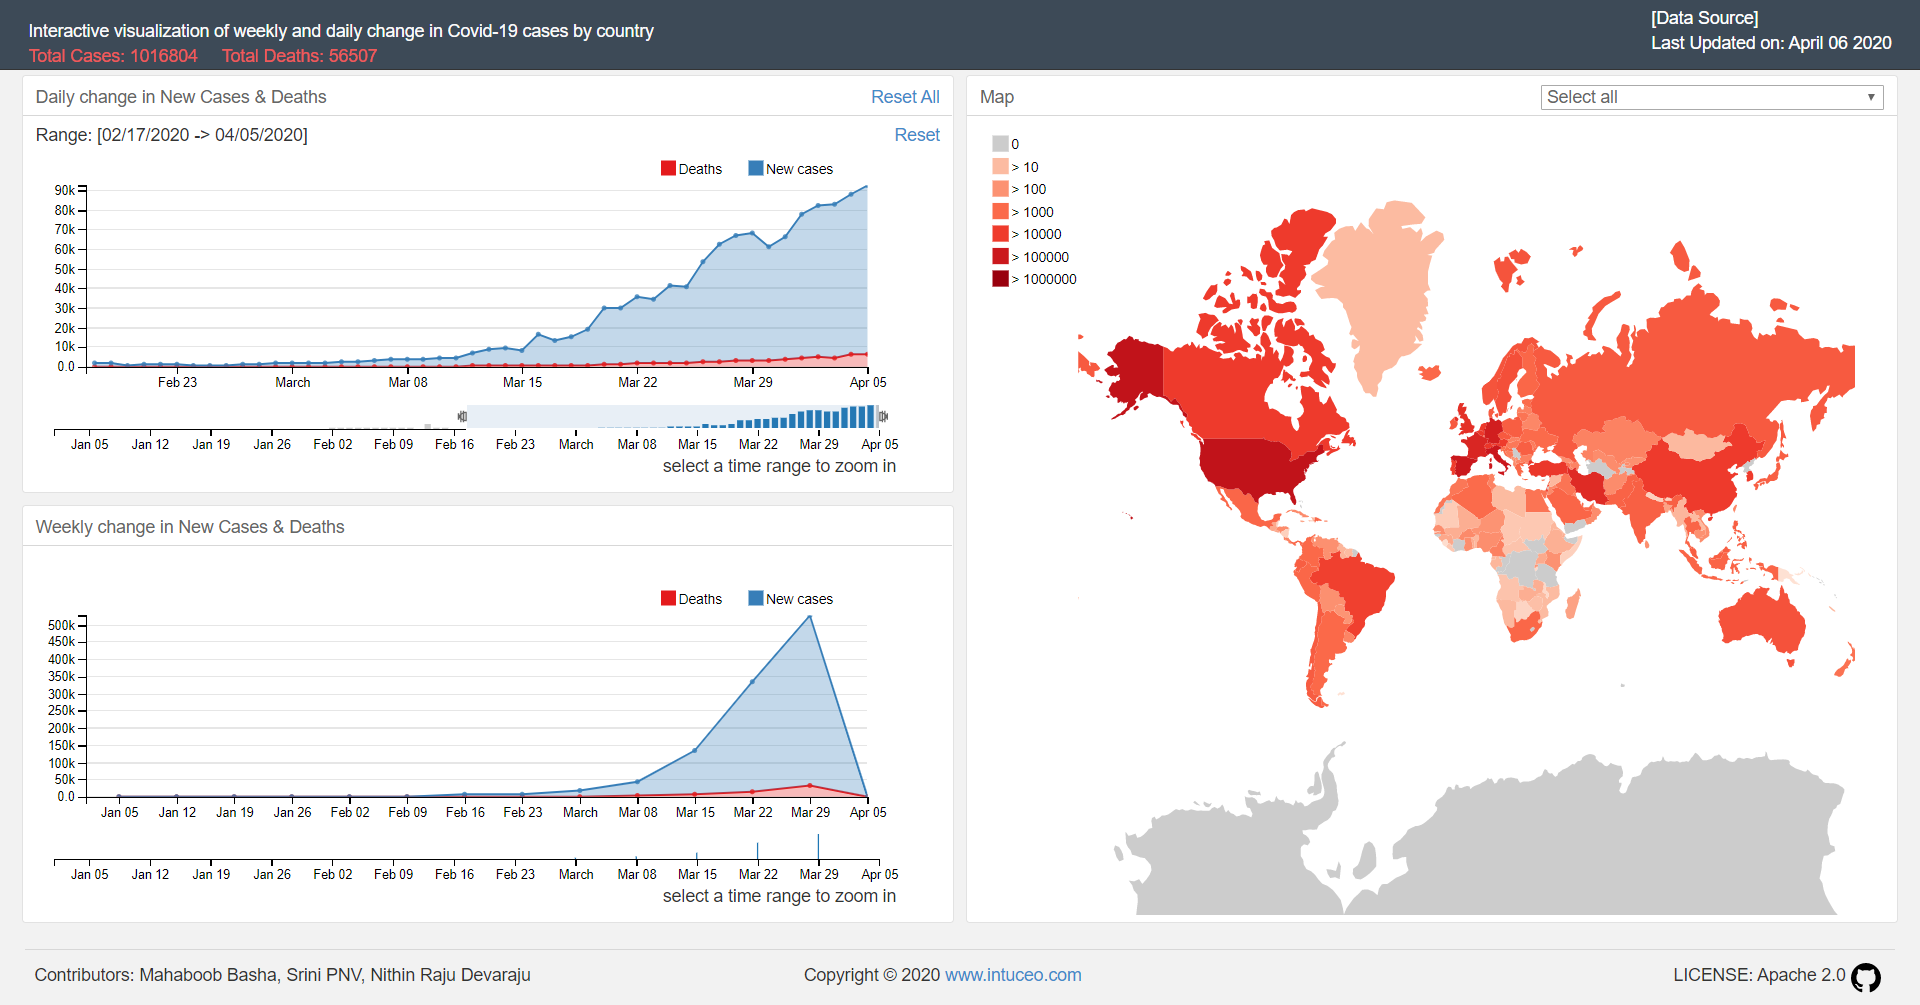 Interactive visualization of weekly and daily change in Covid-19 cases by country
Total Cases: 1016804 Total Deaths: 56507
[Data Source]
Last Updated on: April 06 2020
Daily change in New Cases & Deaths
Reset All
Range: [02/17/2020 -> 04/05/2020]
Reset
Deaths New cases
90k
80k
70k
60k
50k
40k
30k
20k
10k
0.0
Feb 23 March Mar 08 Mar 15 Mar 22 Mar 29 Apr 05
Jan 05 Jan 12 Jan 19 Jan 26 Feb 02 Feb 09 Feb 16 Feb 23 March Mar 08 Mar 15 Mar 22 Mar 29 Apr 05
select a time range to zoom in
Weekly change in New Cases & Deaths
Deaths New cases
500k
450k
400k
350k
300k
250k
200k
150k
100k
50k
0.0
Jan 05 Jan 12 Jan 19 Jan 26 Feb 02 Feb 09 Feb 16 Feb 23 March Mar 08 Mar 15 Mar 22 Mar 29 Apr 05
Jan 05 Jan 12 Jan 19 Jan 26 Feb 02 Feb 09 Feb 16 Feb 23 March Mar 08 Mar 15 Mar 22 Mar 29 Apr 05
select a time range to zoom in
Map
Select all
0
> 10
> 100
> 1000
> 10000
> 100000
> 1000000
Contributors: Mahaboob Basha, Srini PNV, Nithin Raju Devaraju
Copyright © 2020 www.intuceo.com
LICENSE: Apache 2.0